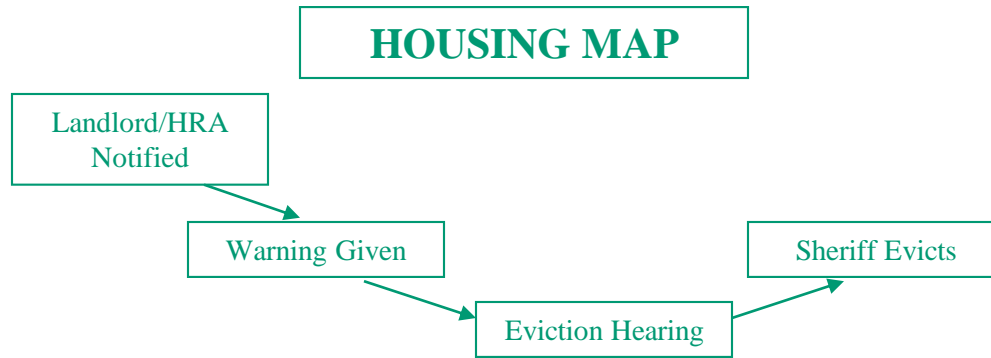 HOUSING MAP
Landlord/HRA
Notified
Warning Given
Sheriff Evicts
Eviction Hearing